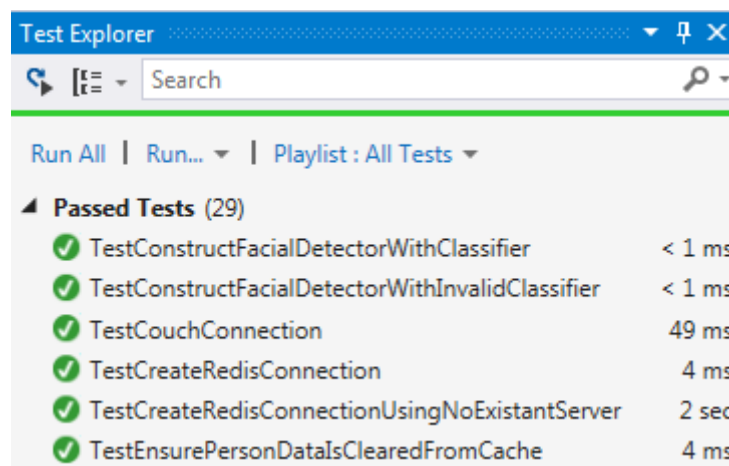 Test Explorer
Search
Run All | Run... | Playlist : All Tests
Passed Tests (29)
TestConstructFacialDetectorWithClassifier < 1 ms
TestConstructFacialDetectorWithInvalidClassifier < 1 ms
TestCouchConnection 49 ms
TestCreateRedisConnection 4 ms
TestCreateRedisConnectionUsingNoExistantServer 2 sec
TestEnsurePersonDataIsClearedFromCache 4 ms